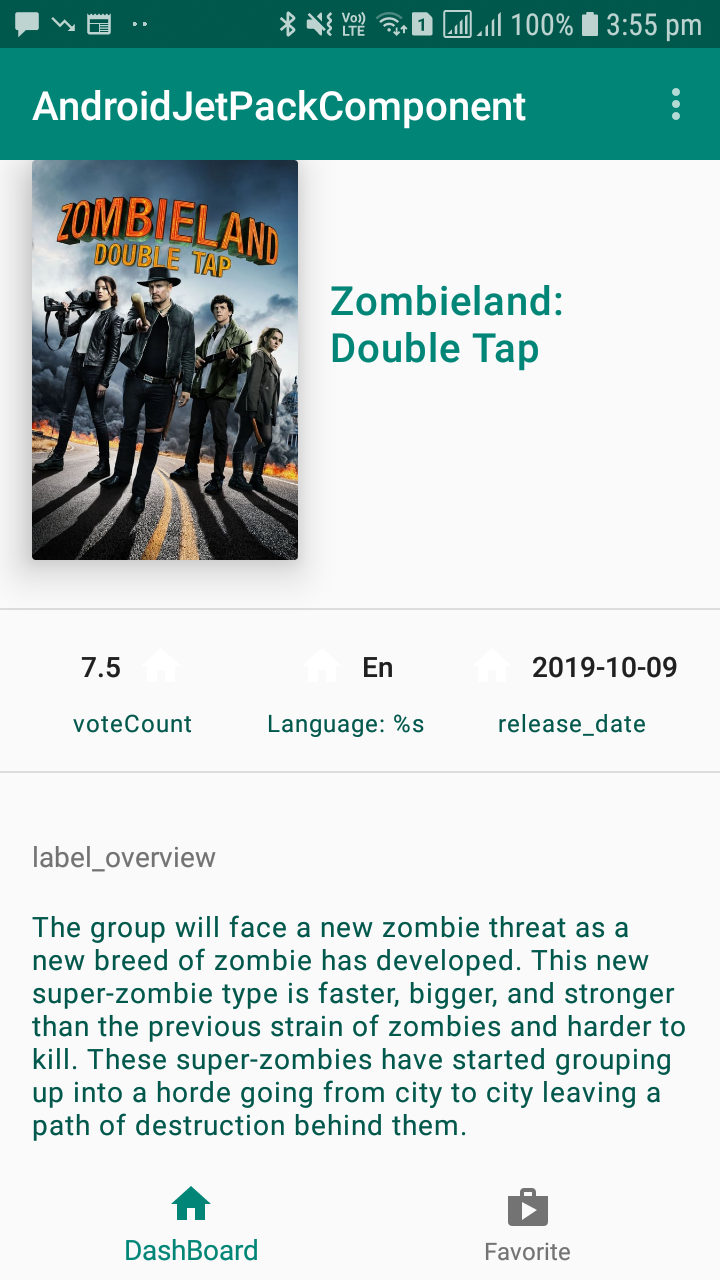 Vo))
LTE
1
100%
3:55 pm
AndroidJetPackComponent
ZOMBIELAND
DOUBLE TAP
Zombieland:
Double Tap
7.5
En
2019-10-09
voteCount
Language: %s
release_date
label_overview
The group will face a new zombie threat as a
new breed of zombie has developed. This new
super-zombie type is faster, bigger, and stronger
than the previous strain of zombies and harder to
kill. These super-zombies have started grouping
up into a horde going from city to city leaving a
path of destruction behind them.
DashBoard
Favorite